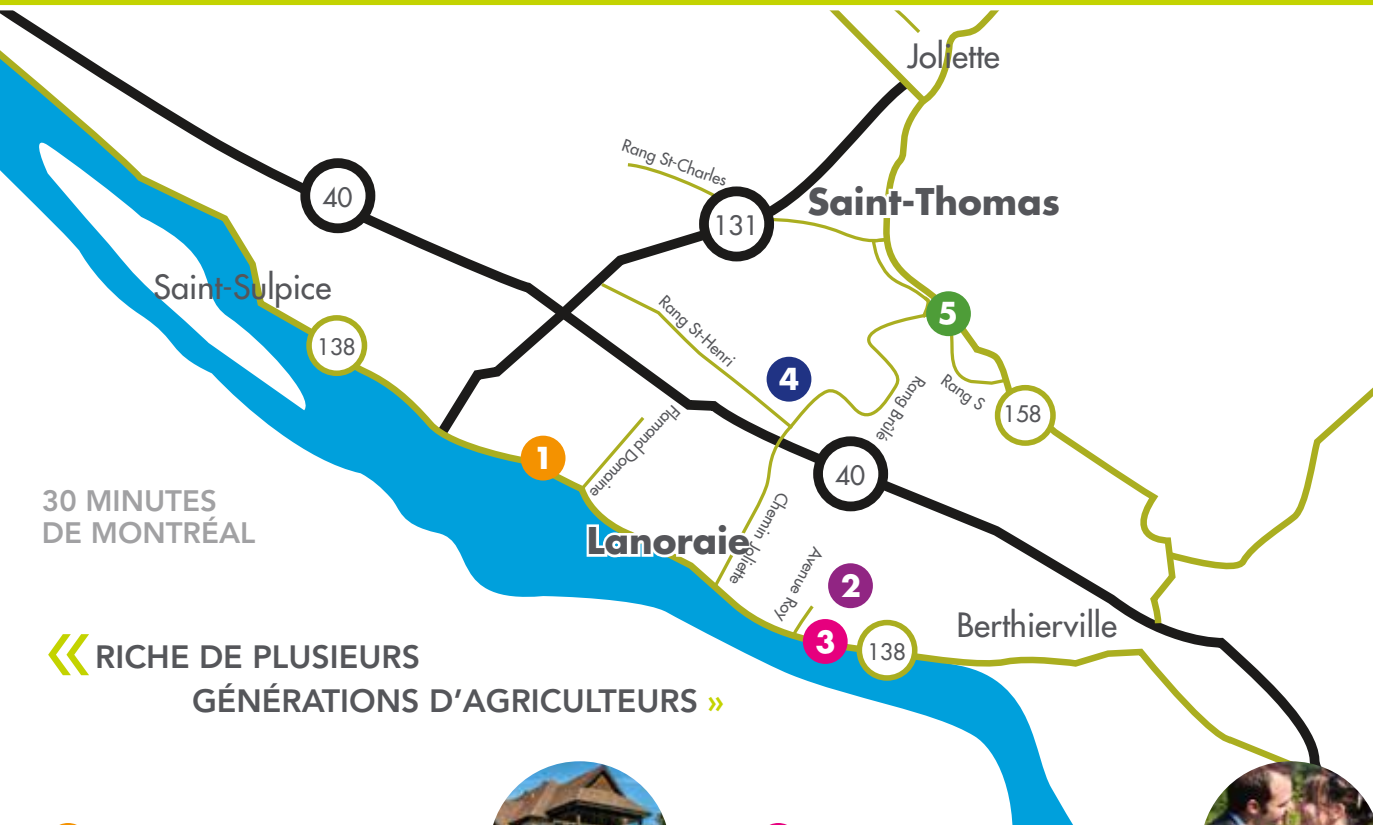 Joliette
Rang St-Charles
40
131
Saint-Thomas
Saint-Sulpice
138
Rang St-Henri
5
4
Rang S
158
Rang Brûlé
Flamand Domaine
1
40
30 MINUTES
DE MONTRÉAL
Lanoraie
Chemin Joliette
Avenue Roy
2
3
138
Berthierville
« RICHE DE PLUSIEURS
GÉNÉRATIONS D'AGRICULTEURS »